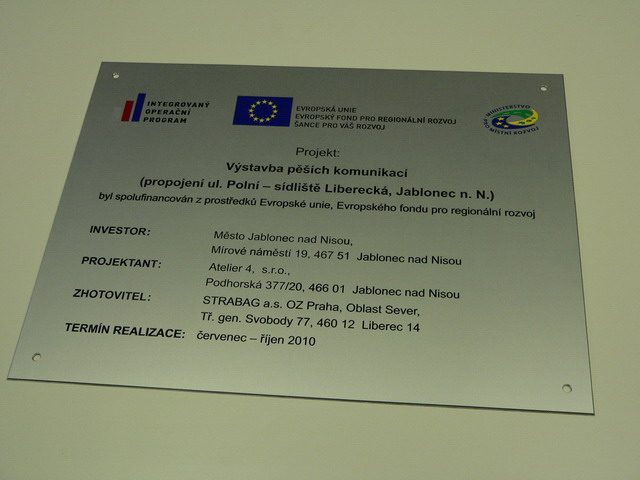 INTEGROVANÝ
OPERAČNÍ
PROGRAM
EVROPSKÁ UNIE
EVROPSKÝ FOND PRO REGIONÁLNÍ ROZVOJ
ŠANCE PRO VÁŠ ROZVOJ
MINISTERSTVO
PRO MÍSTNÍ ROZVOJ
Projekt:
Výstavba pěších komunikací
(propojení ul. Polní – sídliště Liberecká, Jablonec n. N.)
byl spolufinancován z prostředků Evropské unie, Evropského fondu pro regionální rozvoj
INVESTOR: Město Jablonec nad Nisou,
Mírové náměstí 19, 467 51 Jablonec nad Nisou
PROJEKTANT: Atelier 4, s.r.o.,
Podhorská 377/20, 466 01 Jablonec nad Nisou
ZHOTOVITEL: STRABAG a.s. OZ Praha, Oblast Sever,
Tř. gen. Svobody 77, 460 12 Liberec 14
TERMÍN REALIZACE: červenec – říjen 2010